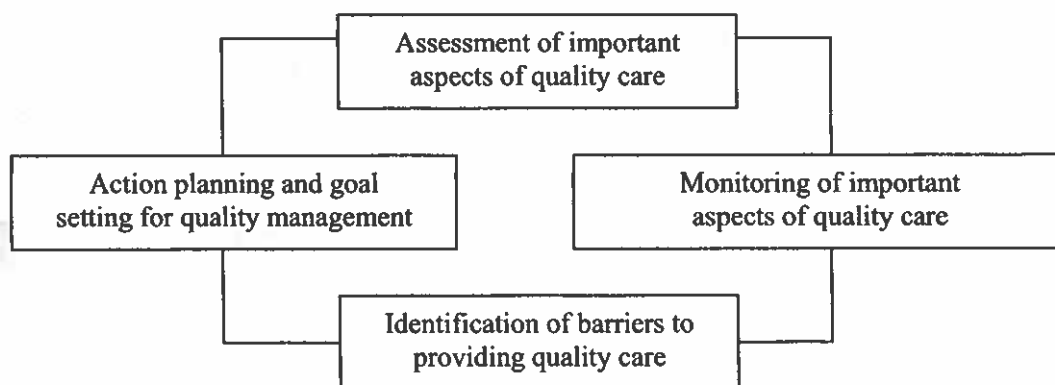 Assessment of important
aspects of quality care
Action planning and goal
setting for quality management
Monitoring of important
aspects of quality care
Identification of barriers to
providing quality care